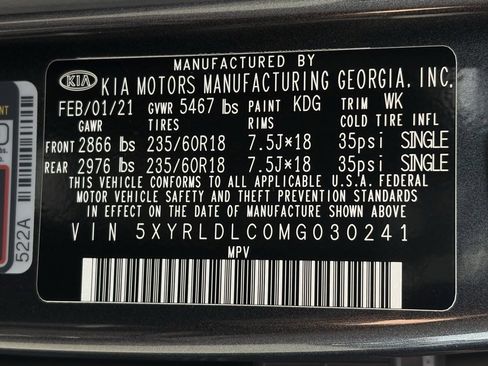 MANUFACTURED BY
KIA KIA MOTORS MANUFACTURING GEORGIA, INC.
FEB/01/21 GVWR 5467 lbs PAINT KDG TRIM WK
GAWR TIRES RIMS COLD TIRE INFL
FRONT 2866 lbs 235/60R18 7.5J×18 35psi SINGLE
REAR 2976 lbs 235/60R18 7.5J×18 35psi SINGLE
THIS VEHICLE CONFORMS TO ALL APPLICABLE U.S.A. FEDERAL
MOTOR VEHICLE SAFETY AND THEFT PREVENTION STANDARDS
IN EFFECT ON THE DATE OF MANUFACTURE SHOWN ABOVE.
VIN 5XYRLDLC0MG030241
MPV
522A